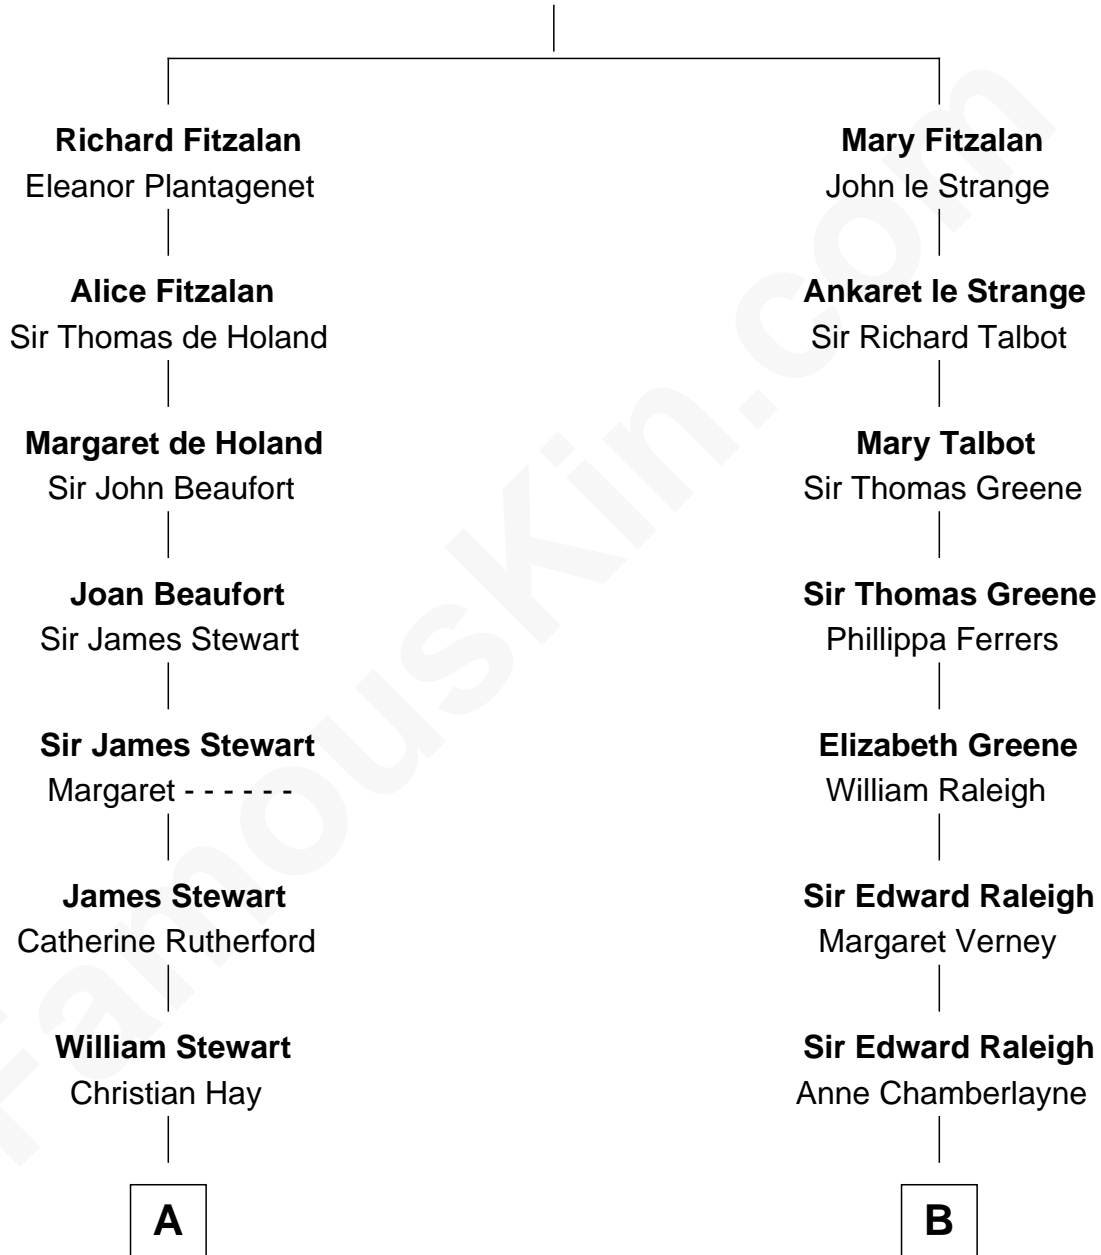 Richard Fitzalan
Eleanor Plantagenet
Alice Fitzalan
Sir Thomas de Holand
Margaret de Holand
Sir John Beaufort
Joan Beaufort
Sir James Stewart
Sir James Stewart
Margaret - - - - - -
James Stewart
Catherine Rutherford
William Stewart
Christian Hay
A
Mary Fitzalan
John le Strange
Ankaret le Strange
Sir Richard Talbot
Mary Talbot
Sir Thomas Greene
Sir Thomas Greene
Phillippa Ferrers
Elizabeth Greene
William Raleigh
Sir Edward Raleigh
Margaret Verney
Sir Edward Raleigh
Anne Chamberlayne
B
FamousKin.com